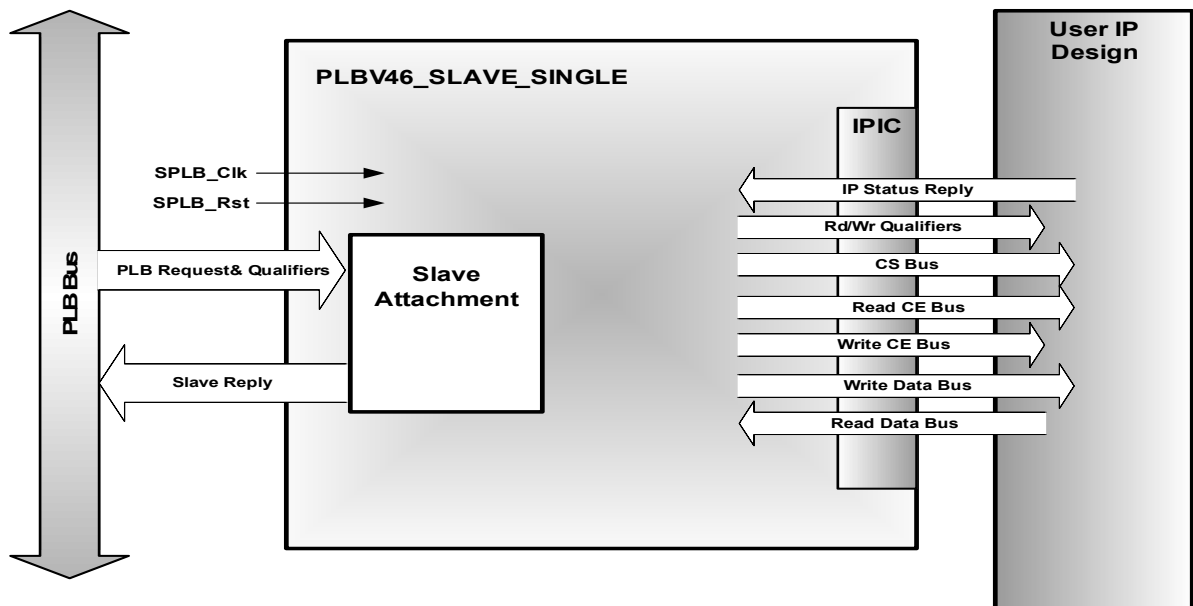 User IP
Design
PLBV46_SLAVE_SINGLE
IPIC
SPLB_Clk
SPLB_Rst
IP Status Reply
Rd/Wr Qualifiers
PLB Request& Qualifiers
CS Bus
Slave
Attachment
Read CE Bus
Write CE Bus
Slave Reply
Write Data Bus
Read Data Bus
PLB Bus